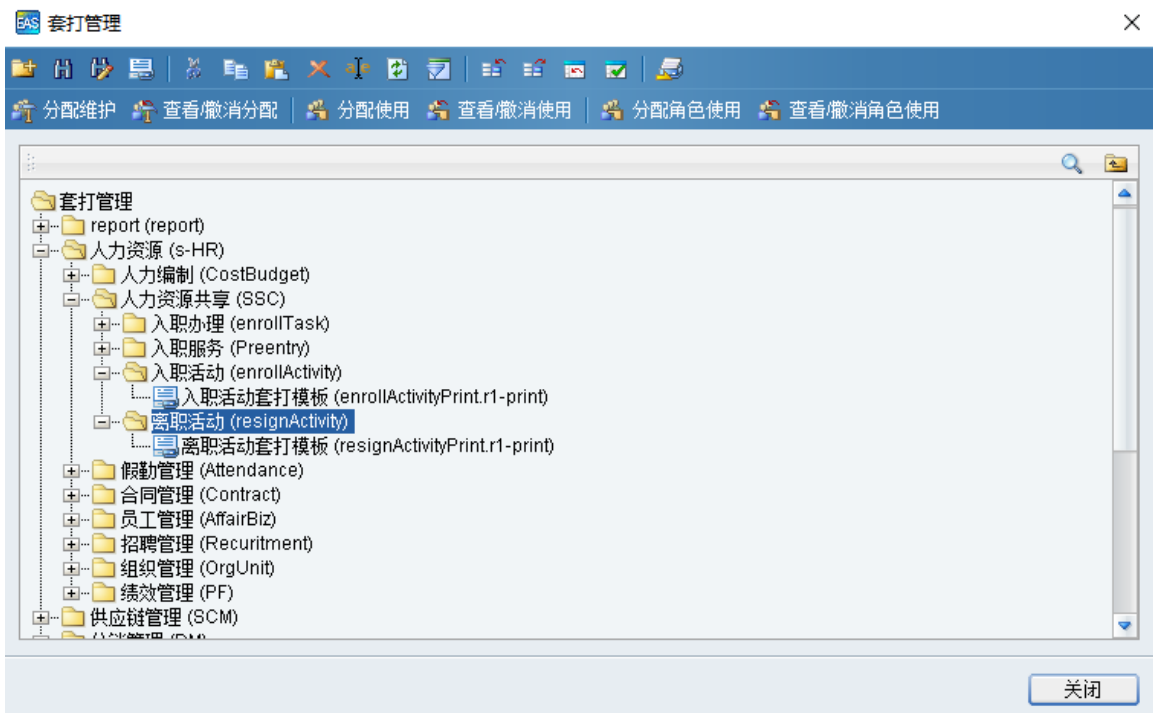 EAS 套打管理
分配维护 查看/撤消分配 分配使用 查看/撤消使用 分配角色使用 查看/撤消角色使用
套打管理
report (report)
人力资源 (s-HR)
人力编制 (CostBudget)
人力资源共享 (SSC)
入职办理 (enrollTask)
入职服务 (Preentry)
入职活动 (enrollActivity)
入职活动套打模板 (enrollActivityPrint.r1-print)
离职活动 (resignActivity)
离职活动套打模板 (resignActivityPrint.r1-print)
假勤管理 (Attendance)
合同管理 (Contract)
员工管理 (AffairBiz)
招聘管理 (Recuritment)
组织管理 (OrgUnit)
绩效管理 (PF)
供应链管理 (SCM)
关闭